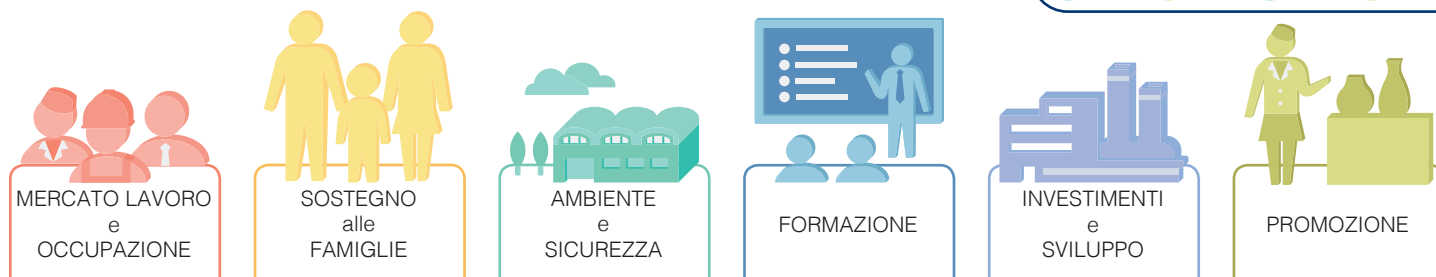 MERCATO LAVORO
e
OCCUPAZIONE
SOSTEGNO
alle
FAMIGLIE
AMBIENTE
e
SICUREZZA
FORMAZIONE
INVESTIMENTI
e
SVILUPPO
PROMOZIONE